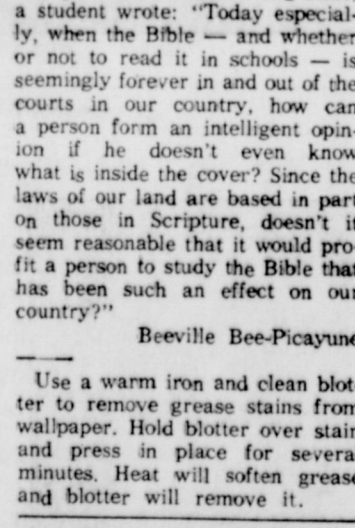 a student wrote: "Today especial-
ly, when the Bible — and whether
or not to read it in schools — is
seemingly forever in and out of the
courts in our country, how can
a person form an intelligent opin-
ion if he doesn't even know
what is inside the cover? Since the
laws of our land are based in part
on those in Scripture, doesn't it
seem reasonable that it would pro
fit a person to study the Bible that
has been such an effect on our
country?"
Beeville Bee-Picayune
Use a warm iron and clean blot
ter to remove grease stains from
wallpaper. Hold blotter over stain
and press in place for severa
minutes. Heat will soften grease
and blotter will remove it.